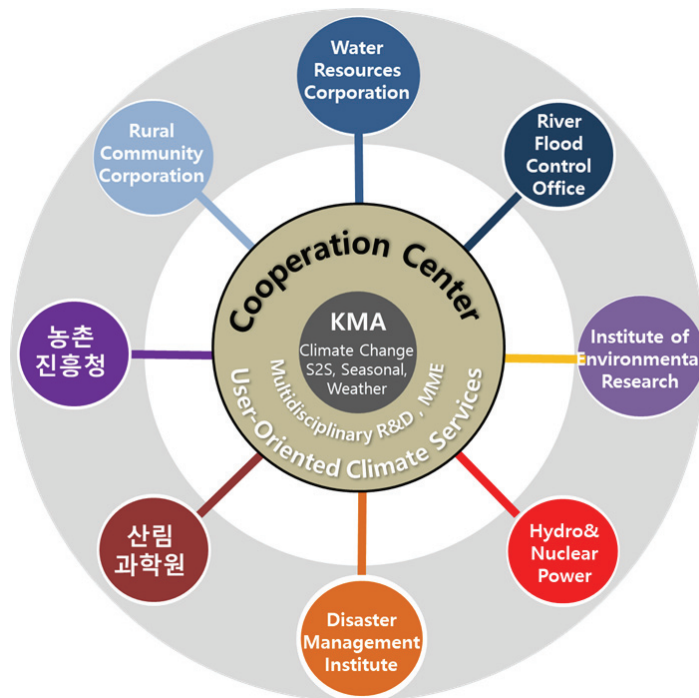 Water
Resources
Corporation
River
Flood
Control
Office
Rural
Community
Corporation
Cooperation Center
KMA
Climate Change
S2S, Seasonal,
Weather
Multidisciplinary R&D , MME
User-Oriented Climate Services
농촌
진흥청
Institute of
Environmenta
Research
산림
과학원
Hydro&
Nuclear
Power
Disaster
Management
Institute